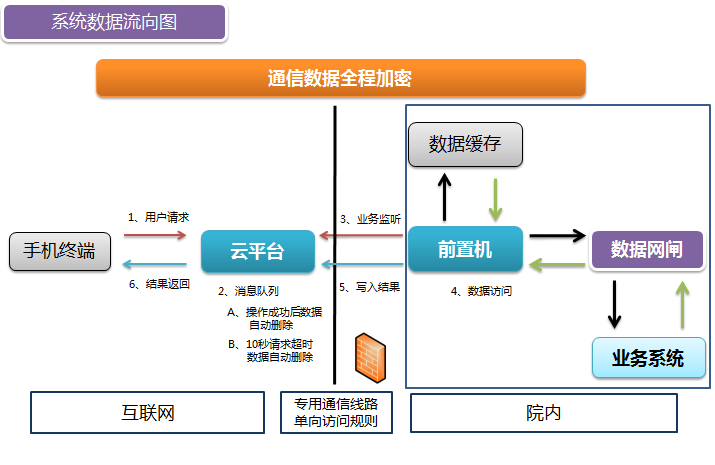 系统数据流向图
通信数据全程加密
数据缓存
1、用户请求
3、业务监听
手机终端
云平台
前置机
数据网闸
6、结果返回
2、消息队列
5、写入结果
4、数据访问
A、操作成功后数据
自动删除
B、10秒请求超时
数据自动删除
业务系统
互联网
专用通信线路
单向访问规则
院内